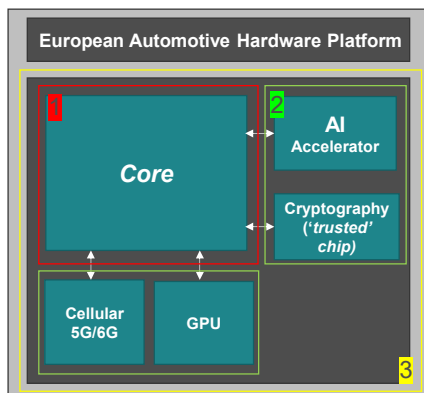 European Automotive Hardware Platform
1
2
Core
AI
Accelerator
Cryptography
(‘trusted’
chip)
Cellular
5G/6G
GPU
3